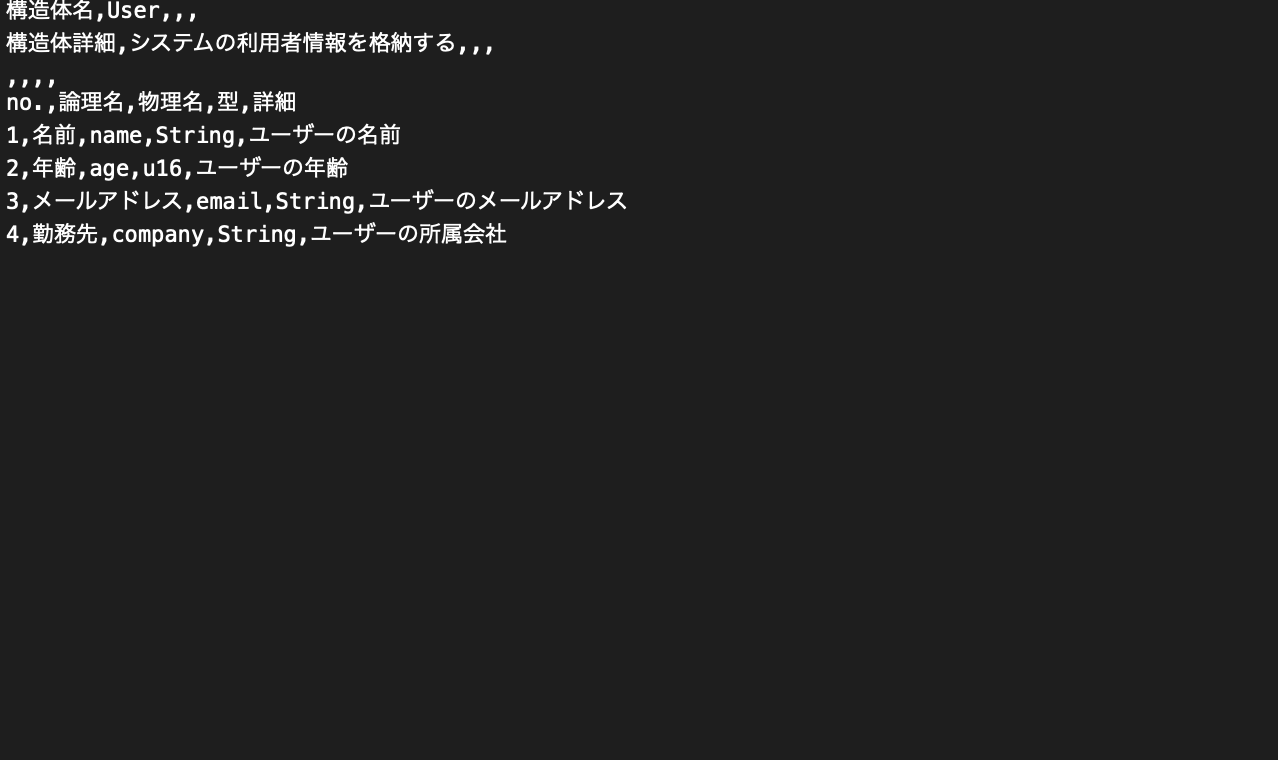 構造体名,User,,,
構造体詳細,システムの利用者情報を格納する,,,
,,,,
no.,論理名,物理名,型,詳細
1,名前,name,String,ユーザーの名前
2,年齢,age,u16,ユーザーの年齢
3,メールアドレス,email,String,ユーザーのメールアドレス
4,勤務先,company,String,ユーザーの所属会社